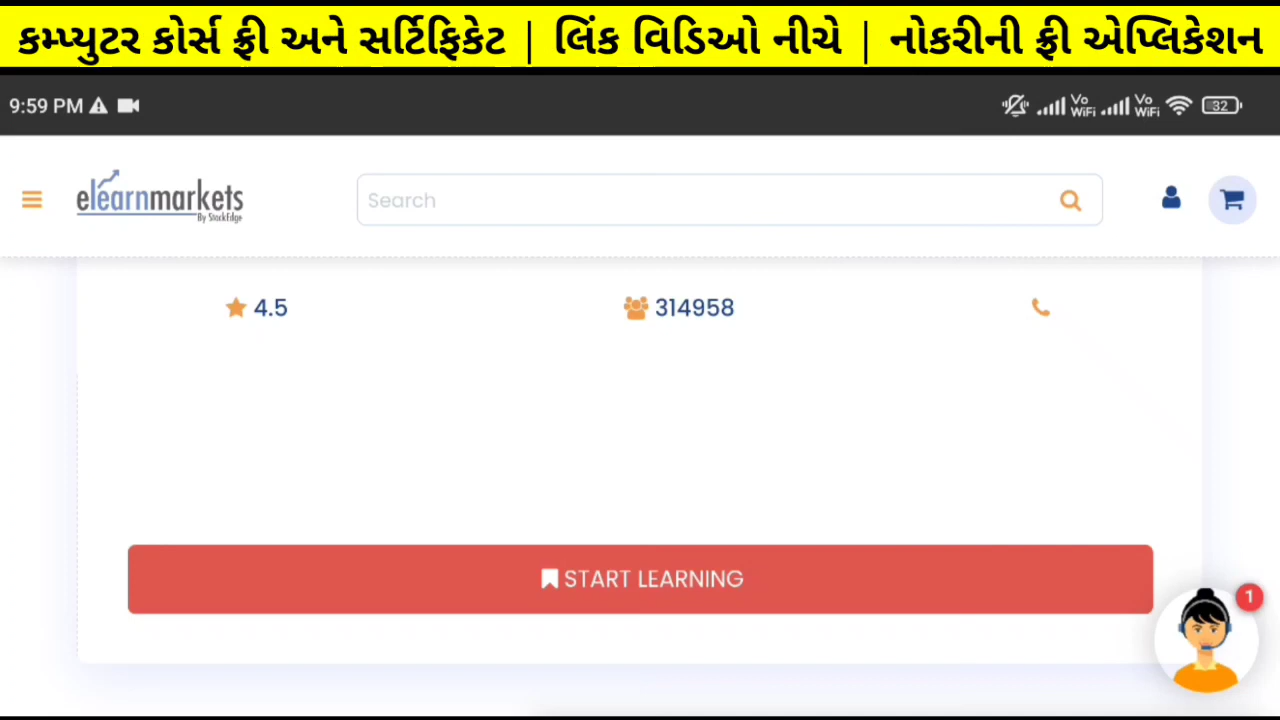 કમ્પ્યુટર કોર્સ ફ્રી અને સર્ટિફિકેટ | લિંક વિડિઓ નીચે | નોકરીની ફ્રી એપ્લિકેશન
9:59 PM Vo WiFi Vo WiFi 32
elearnmarkets
By StockEdge
Search
4.5 314958
START LEARNING
1